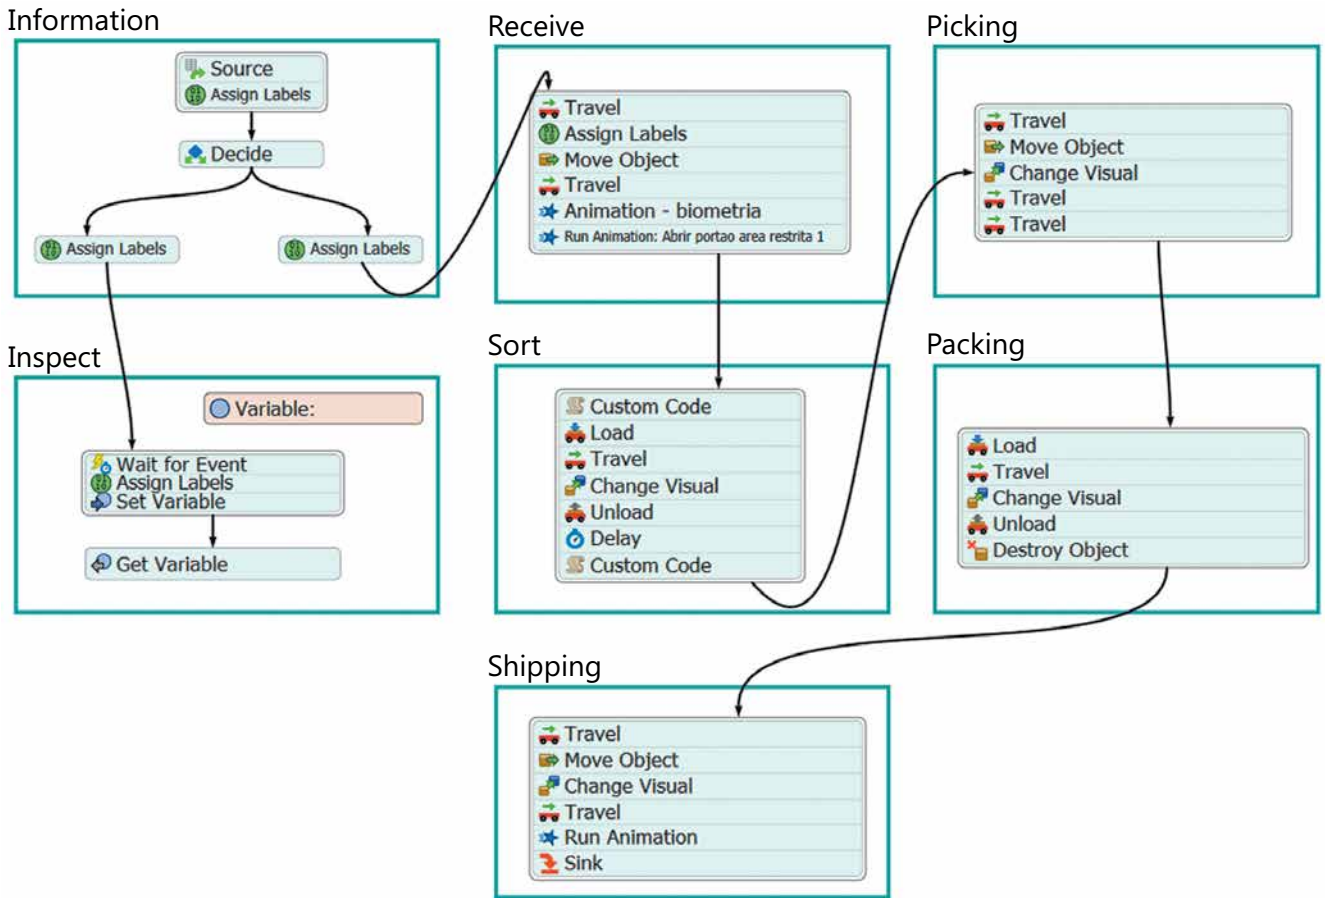 Information
Source
Assign Labels
Decide
Assign Labels
Assign Labels
Receive
Travel
Assign Labels
Move Object
Travel
Animation - biometria
Run Animation: Abrir portao area restrita 1
Picking
Travel
Move Object
Change Visual
Travel
Travel
Inspect
Variable:
Wait for Event
Assign Labels
Set Variable
Get Variable
Sort
Custom Code
Load
Travel
Change Visual
Unload
Delay
Custom Code
Packing
Load
Travel
Change Visual
Unload
Destroy Object
Shipping
Travel
Move Object
Change Visual
Travel
Run Animation
Sink